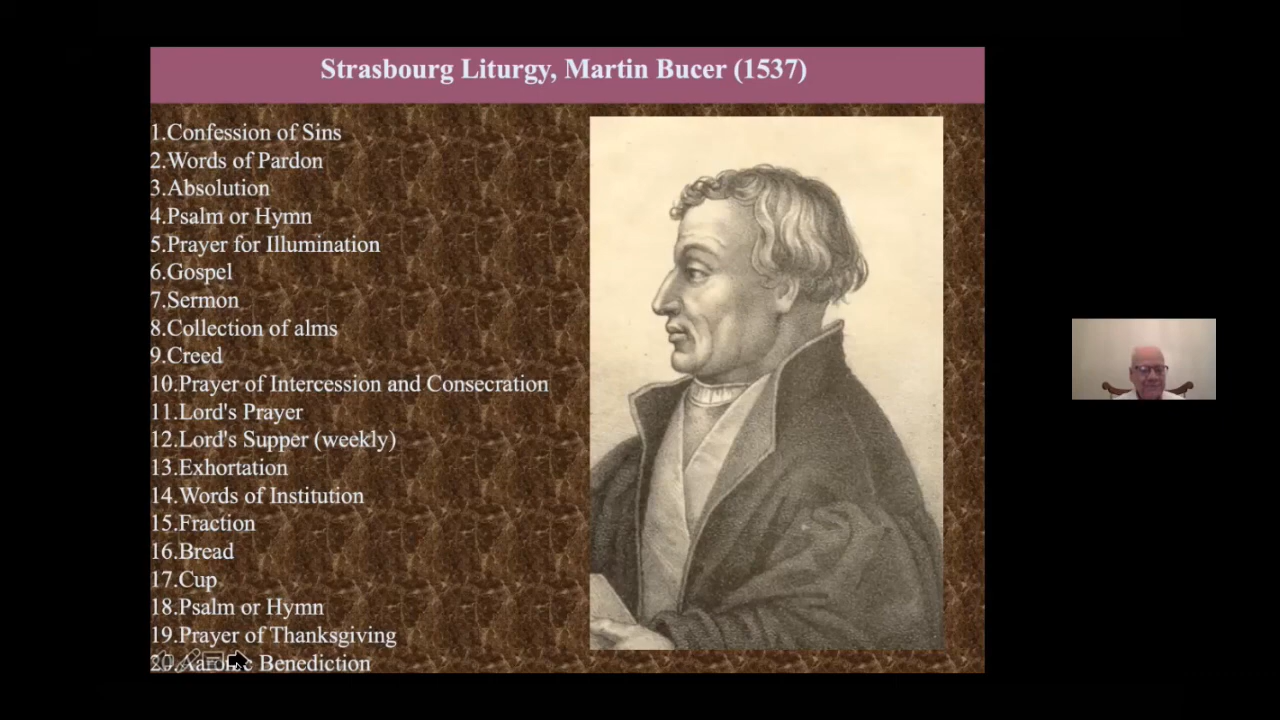 Strasbourg Liturgy, Martin Bucer (1537)
1.Confession of Sins
2.Words of Pardon
3.Absolution
4.Psalm or Hymn
5.Prayer for Illumination
6.Gospel
7.Sermon
8.Collection of alms
9.Creed
10.Prayer of Intercession and Consecration
11.Lord's Prayer
12.Lord's Supper (weekly)
13.Exhortation
14.Words of Institution
15.Fraction
16.Bread
17.Cup
18.Psalm or Hymn
19.Prayer of Thanksgiving
20.Aaronic Benediction